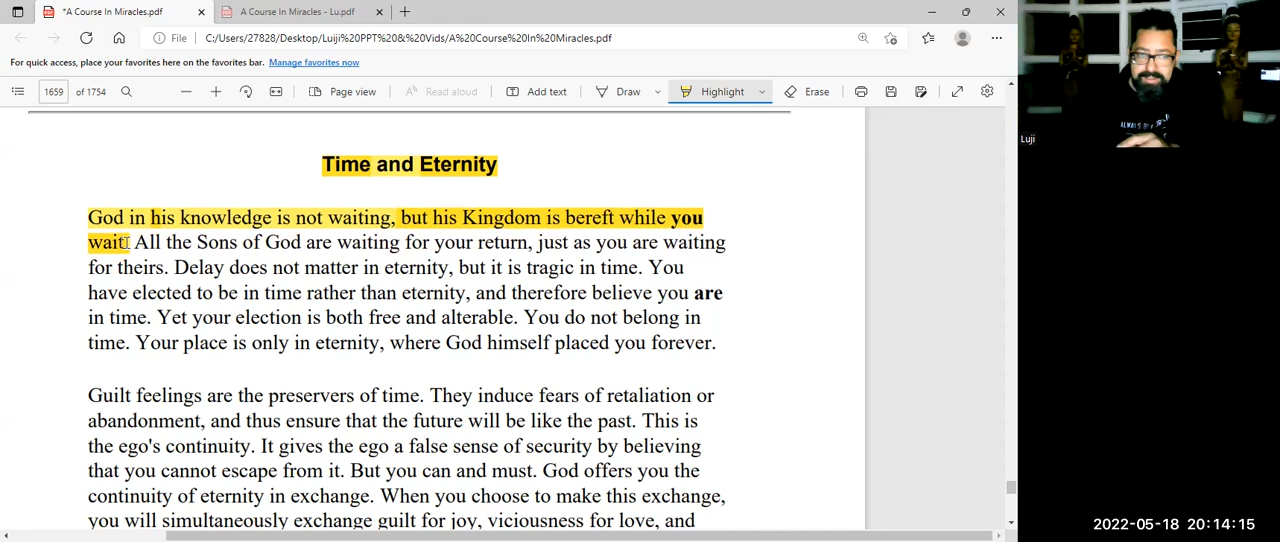 *A Course In Miracles.pdf
A Course In Miracles - Lu.pdf
File
C:/Users/27828/Desktop/Luiji%20PPT%20&%20Vids/A%20Course%20In%20Miracles.pdf
For quick access, place your favorites here on the favorites bar. Manage favorites now
1659 of 1754
Page view
Read aloud
Add text
Draw
Highlight
Erase
Time and Eternity
God in his knowledge is not waiting, but his Kingdom is bereft while you
wait. All the Sons of God are waiting for your return, just as you are waiting
for theirs. Delay does not matter in eternity, but it is tragic in time. You
have elected to be in time rather than eternity, and therefore believe you are
in time. Yet your election is both free and alterable. You do not belong in
time. Your place is only in eternity, where God himself placed you forever.
Guilt feelings are the preservers of time. They induce fears of retaliation or
abandonment, and thus ensure that the future will be like the past. This is
the ego's continuity. It gives the ego a false sense of security by believing
that you cannot escape from it. But you can and must. God offers you the
continuity of eternity in exchange. When you choose to make this exchange,
you will simultaneously exchange guilt for joy, viciousness for love, and
Luji
2022-05-18 20:14:15